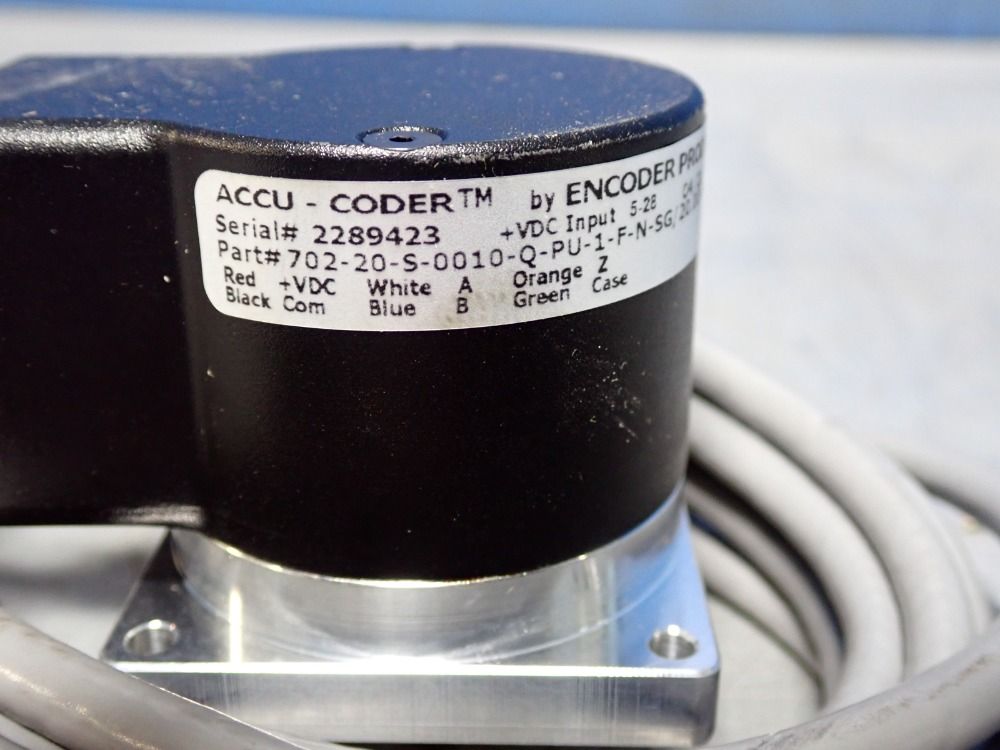 ACCU - CODER™ by ENCODER
Serial# 2289423 +VDC Input 5-28
Part# 702-20-S-0010-Q-PU-1-F-N-SG/20.
Red +VDC White A Orange Z
Black Com Blue B Green Case